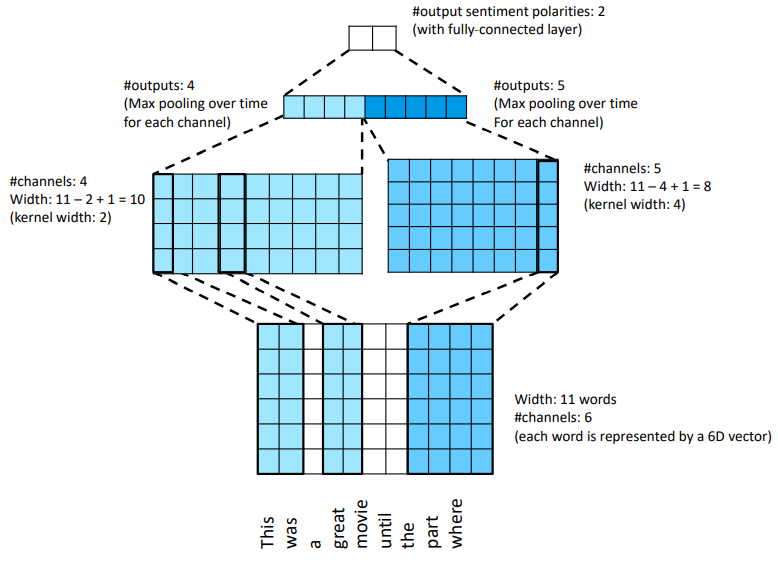 #output sentiment polarities: 2
(with fully-connected layer)
#outputs: 4
(Max pooling over time
for each channel)
#outputs: 5
(Max pooling over time
For each channel)
#channels: 4
Width: 11 – 2 + 1 = 10
(kernel width: 2)
#channels: 5
Width: 11 – 4 + 1 = 8
(kernel width: 4)
Width: 11 words
#channels: 6
(each word is represented by a 6D vector)
This
was
a
great
movie
until
the
part
where